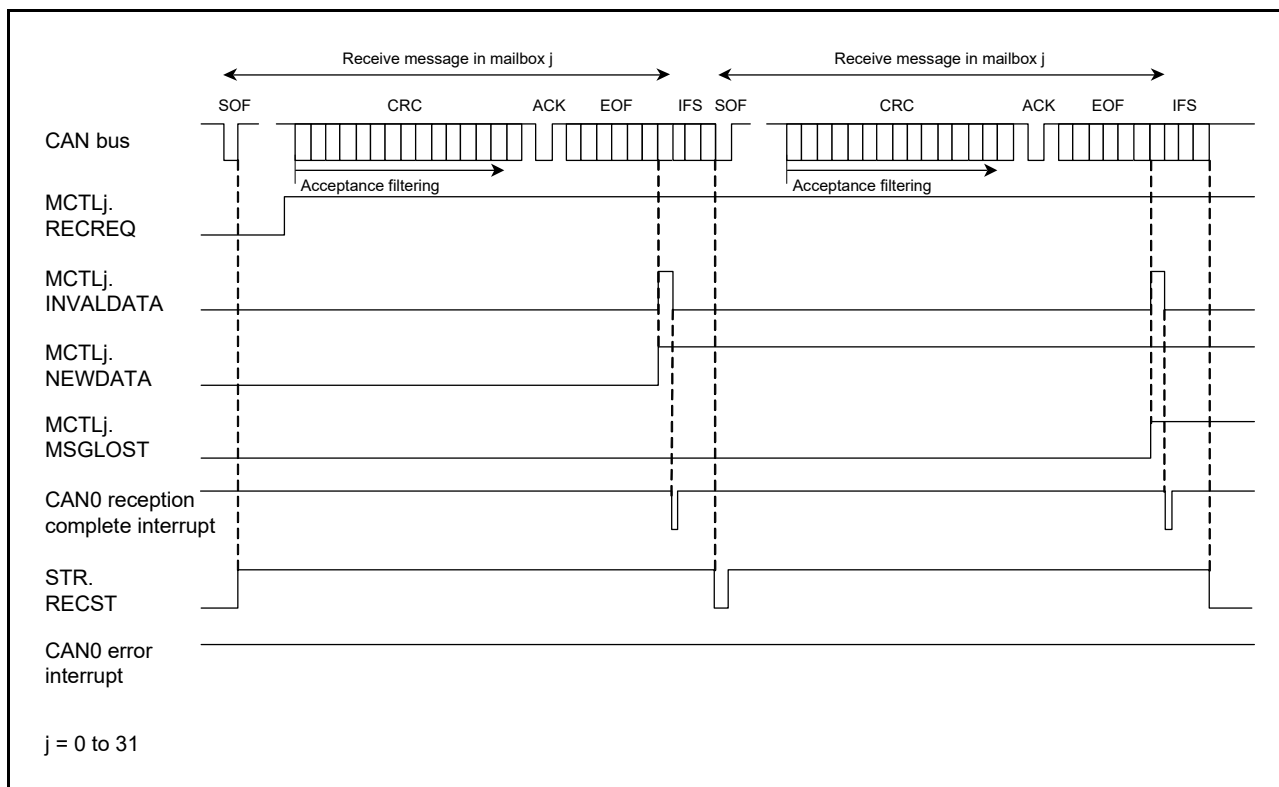 Receive message in mailbox j Receive message in mailbox j
SOF CRC ACK EOF IFS SOF CRC ACK EOF IFS
CAN bus
Acceptance filtering Acceptance filtering
MCTLj.
RECREQ
MCTLj.
INVALDATA
MCTLj.
NEWDATA
MCTLj.
MSGLOST
CAN0 reception
complete interrupt
STR.
RECST
CAN0 error
interrupt
j = 0 to 31